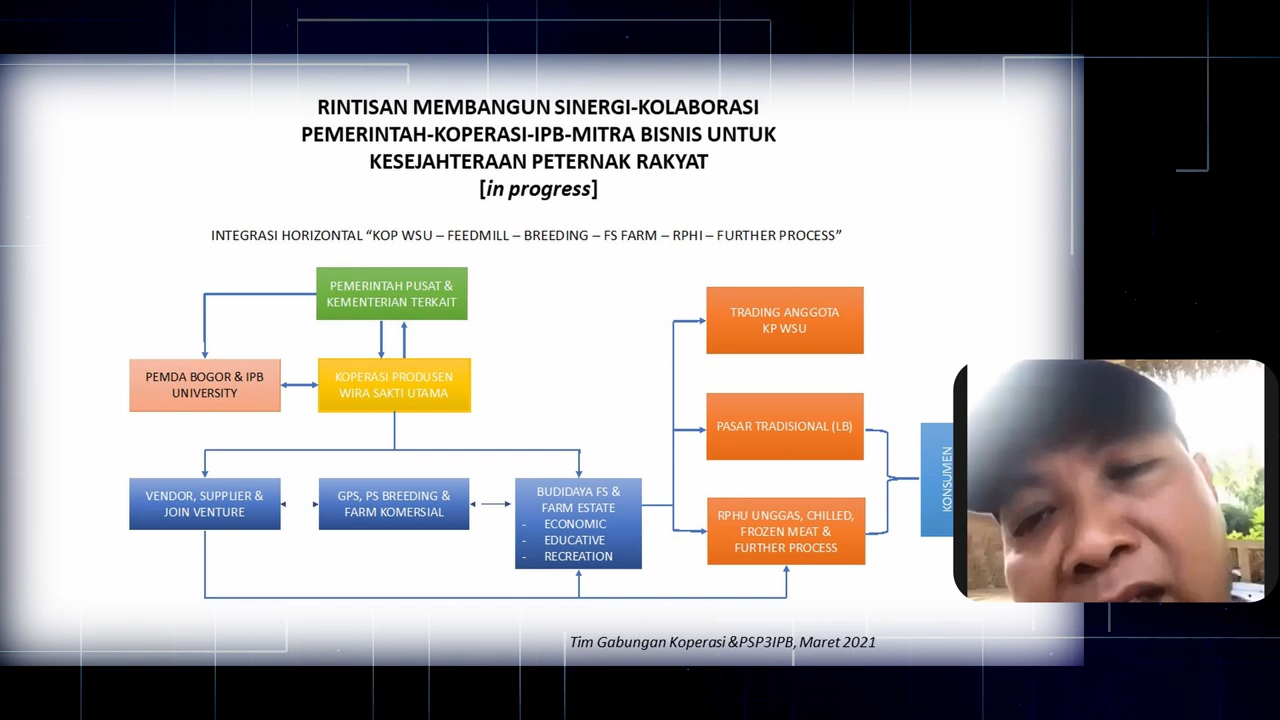 RINTISAN MEMBANGUN SINERGI-KOLABORASI
PEMERINTAH-KOPERASI-IPB-MITRA BISNIS UNTUK
KESEJAHTERAAN PETERNAK RAKYAT
[in progress]
INTEGRASI HORIZONTAL “KOP WSU – FEEDMILL – BREEDING – FS FARM – RPHI – FURTHER PROCESS”
PEMERINTAH PUSAT &
KEMENTERIAN TERKAIT
PEMDA BOGOR & IPB
UNIVERSITY
KOPERASI PRODUSEN
WIRA SAKTI UTAMA
VENDOR, SUPPLIER &
JOIN VENTURE
GPS, PS BREEDING &
FARM KOMERSIAL
BUDIDAYA FS &
FARM ESTATE
- ECONOMIC
- EDUCATIVE
- RECREATION
TRADING ANGGOTA
KP WSU
PASAR TRADISIONAL (LB)
RPHU UNGGAS, CHILLED,
FROZEN MEAT &
FURTHER PROCESS
KONSUMEN
Tim Gabungan Koperasi &PSP3IPB, Maret 2021